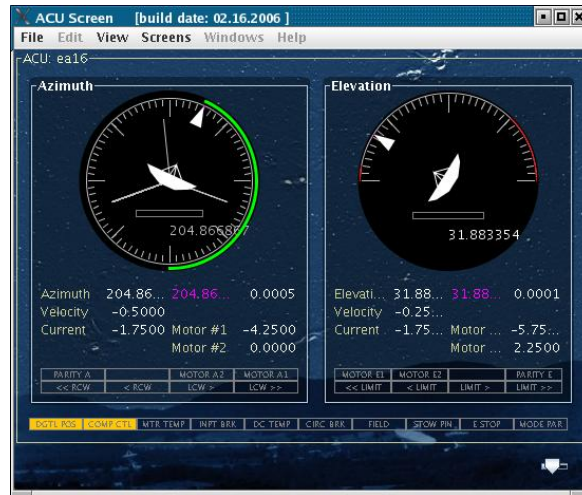 ACU Screen [build date: 02.16.2006 ]
File Edit View Screens Windows Help
ACU: ea16
Azimuth
204.866867
Azimuth 204.86... 204.86... 0.0005
Velocity -0.5000
Current -1.7500 Motor #1 -4.2500
Motor #2 0.0000
PARITY A MOTOR A2 MOTOR A1
<< RCW < RCW LCW > LCW >>
Elevation
31.883354
Elevati... 31.88... 31.88... 0.0001
Velocity -0.25...
Current -1.75... Motor ... -5.75...
Motor ... 2.2500
MOTOR E1 MOTOR E2 PARITY E
<< LIMIT < LIMIT LIMIT > LIMIT >>
DGTL POS COMP CTL MTR TEMP INPT BRK DC TEMP CIRC BRK FIELD STOW PIN E STOP MODE PAR